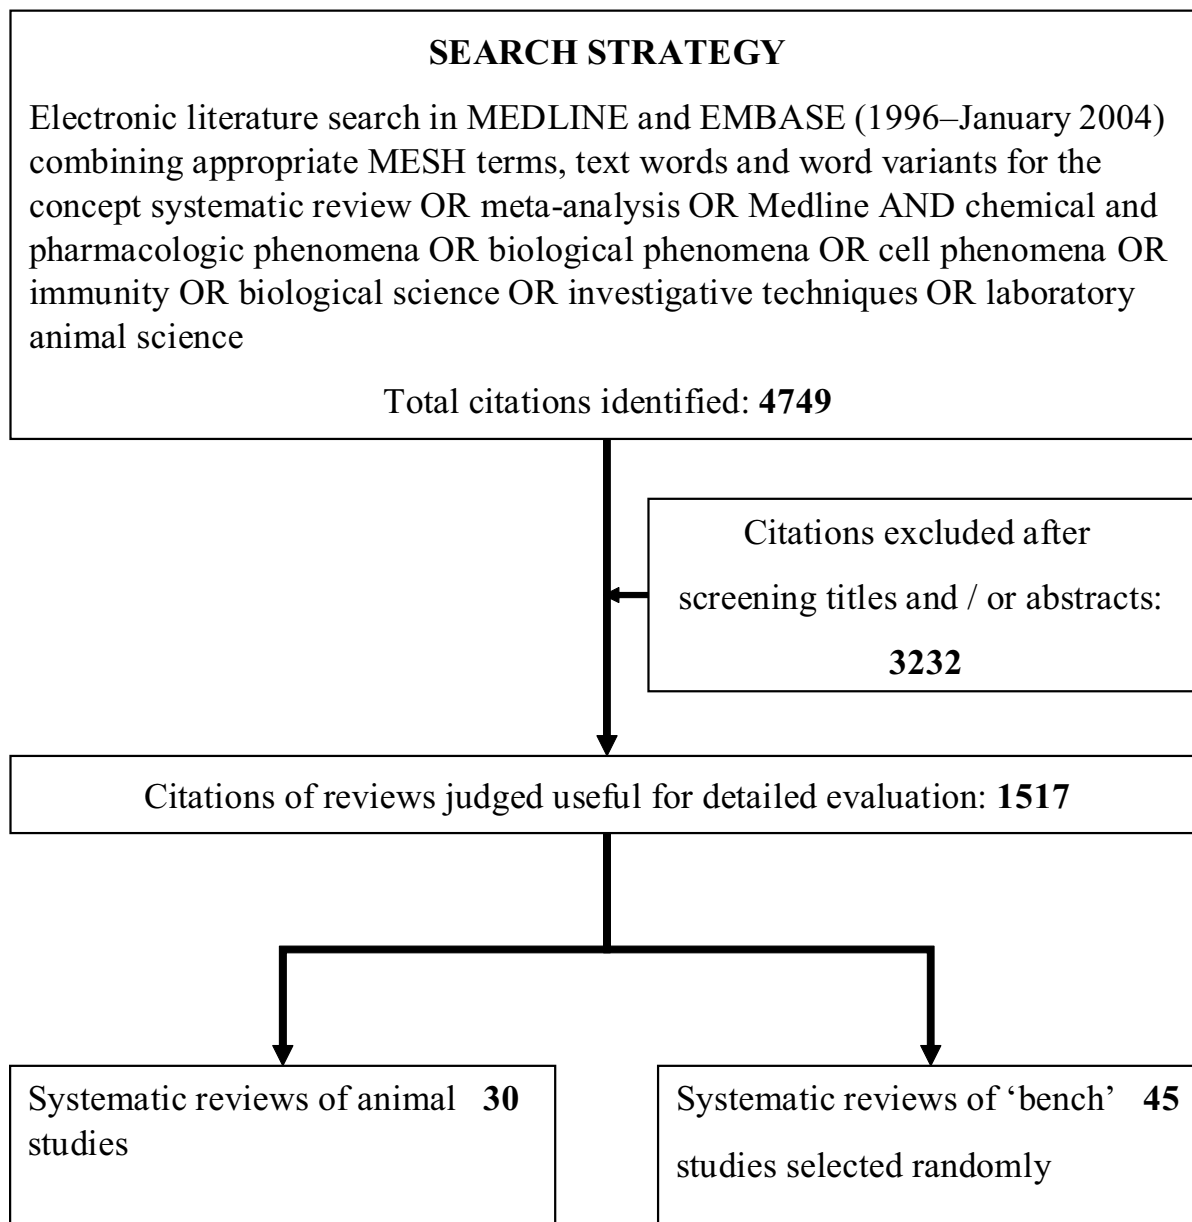 SEARCH STRATEGY
Electronic literature search in MEDLINE and EMBASE (1996–January 2004)
combining appropriate MESH terms, text words and word variants for the
concept systematic review OR meta-analysis OR Medline AND chemical and
pharmacologic phenomena OR biological phenomena OR cell phenomena OR
immunity OR biological science OR investigative techniques OR laboratory
animal science
Total citations identified: 4749
Citations excluded after
screening titles and / or abstracts:
3232
Citations of reviews judged useful for detailed evaluation: 1517
Systematic reviews of animal 30
studies
Systematic reviews of ‘bench’ 45
studies selected randomly